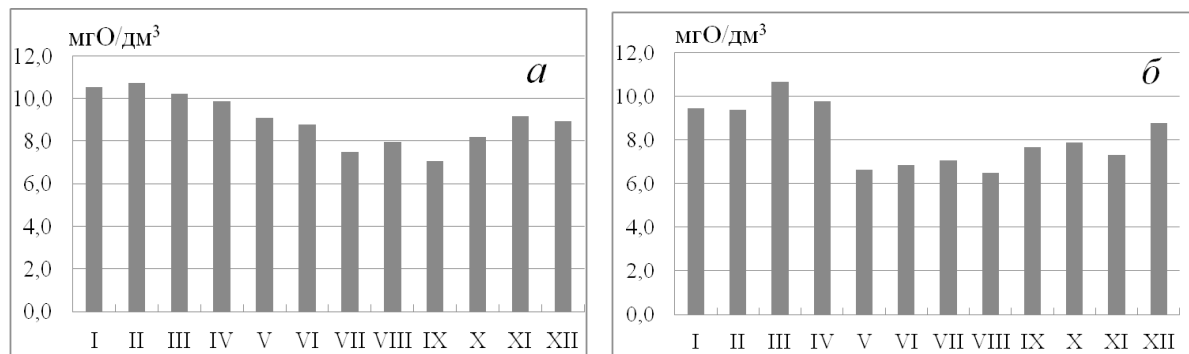 мгО/дм³
а
12,0
10,0
8,0
6,0
4,0
2,0
0,0
I II III IV V VI VII VIII IX X XI XII
мгО/дм³
б
12,0
10,0
8,0
6,0
4,0
2,0
0,0
I II III IV V VI VII VIII IX X XI XII